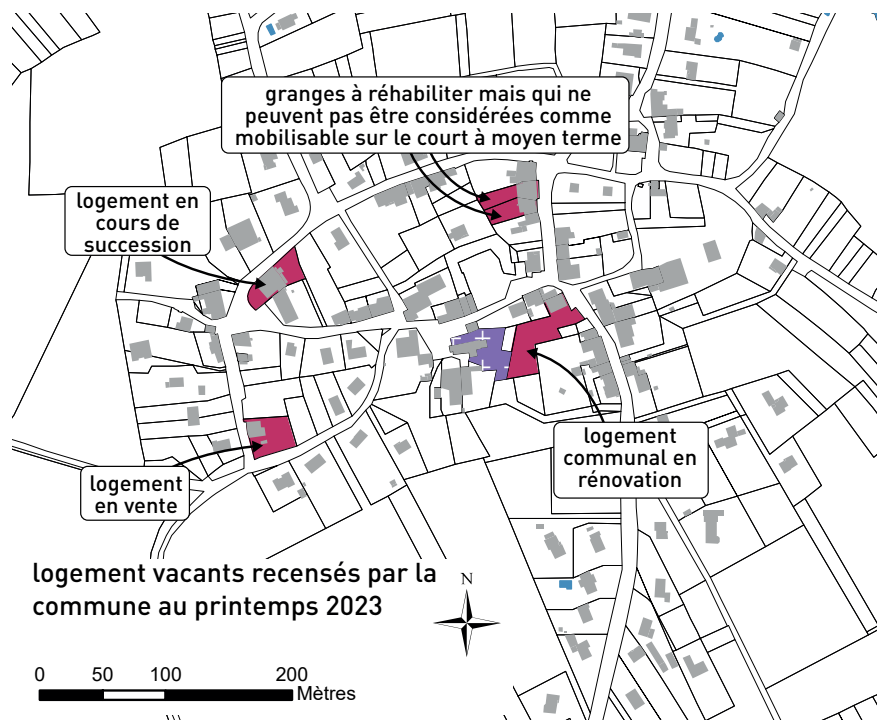 granges à réhabiliter mais qui ne
peuvent pas être considérées comme
mobilisable sur le court à moyen terme
logement en
cours de
succession
logement
communal en
rénovation
logement
en vente
logement vacants recensés par la
commune au printemps 2023
N
0 50 100 200
Mètres